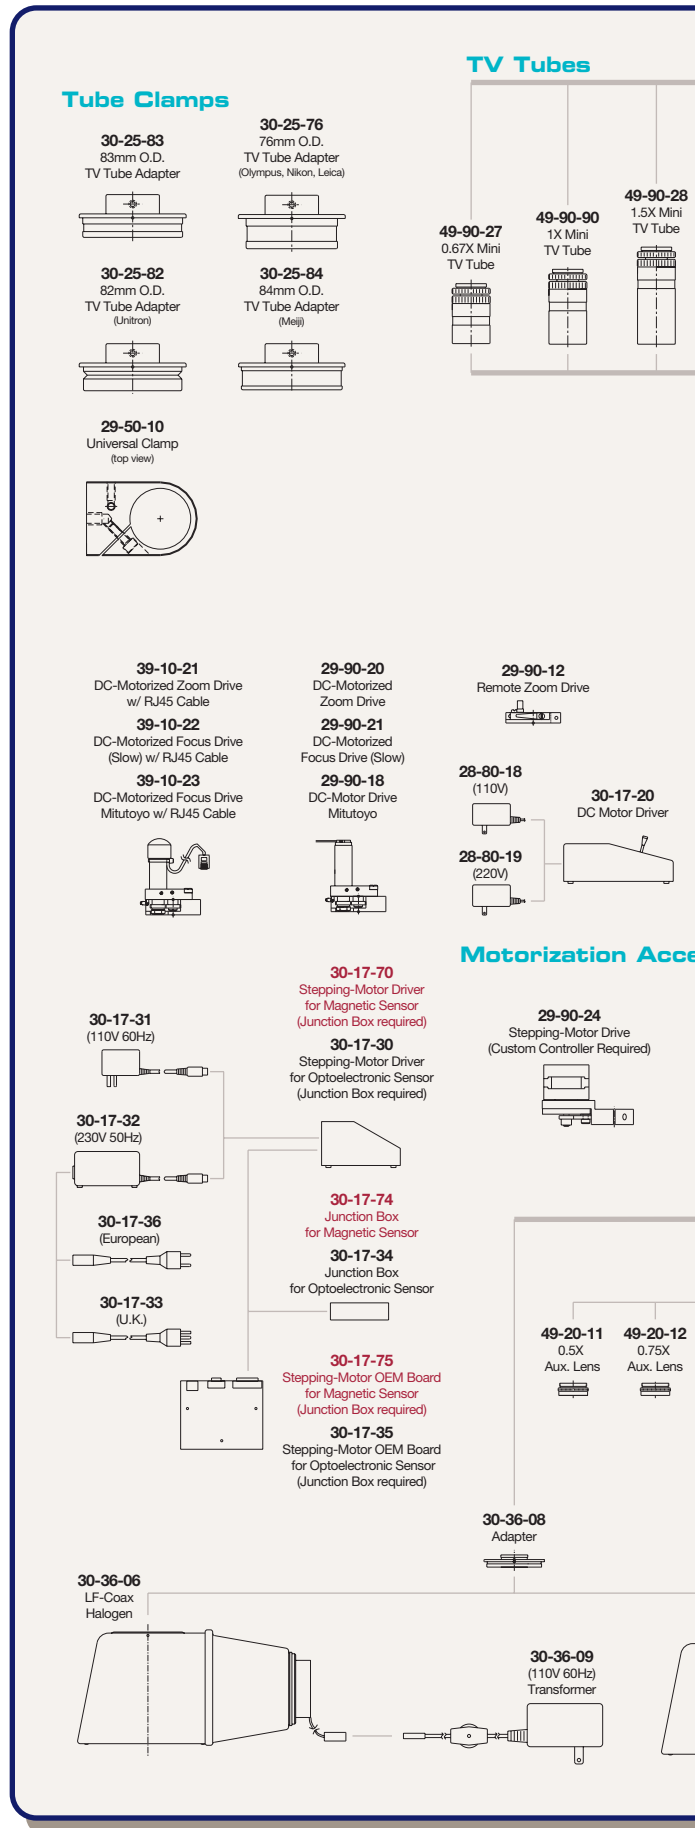 TV Tubes
Tube Clamps
30-25-83
83mm O.D.
TV Tube Adapter
30-25-76
76mm O.D.
TV Tube Adapter
(Olympus, Nikon, Leica)
30-25-82
82mm O.D.
TV Tube Adapter
(Unitron)
30-25-84
84mm O.D.
TV Tube Adapter
(Meiji)
29-50-10
Universal Clamp
(top view)
49-90-27
0.67X Mini
TV Tube
49-90-90
1X Mini
TV Tube
49-90-28
1.5X Mini
TV Tube
39-10-21
DC-Motorized Zoom Drive
w/ RJ45 Cable
39-10-22
DC-Motorized Focus Drive
(Slow) w/ RJ45 Cable
39-10-23
DC-Motorized Focus Drive
Mitutoyo w/ RJ45 Cable
29-90-20
DC-Motorized
Zoom Drive
29-90-21
DC-Motorized
Focus Drive (Slow)
29-90-18
DC-Motor Drive
Mitutoyo
29-90-12
Remote Zoom Drive
28-80-18
(110V)
28-80-19
(220V)
30-17-20
DC Motor Driver
Motorization Acce
30-17-70
Stepping-Motor Driver
for Magnetic Sensor
(Junction Box required)
30-17-30
Stepping-Motor Driver
for Optoelectronic Sensor
(Junction Box required)
29-90-24
Stepping-Motor Drive
(Custom Controller Required)
30-17-31
(110V 60Hz)
30-17-32
(230V 50Hz)
30-17-36
(European)
30-17-33
(U.K.)
30-17-74
Junction Box
for Magnetic Sensor
30-17-34
Junction Box
for Optoelectronic Sensor
30-17-75
Stepping-Motor OEM Board
for Magnetic Sensor
(Junction Box required)
30-17-35
Stepping-Motor OEM Board
for Optoelectronic Sensor
(Junction Box required)
49-20-11
0.5X
Aux. Lens
49-20-12
0.75X
Aux. Lens
30-36-08
Adapter
30-36-06
LF-Coax
Halogen
30-36-09
(110V 60Hz)
Transformer